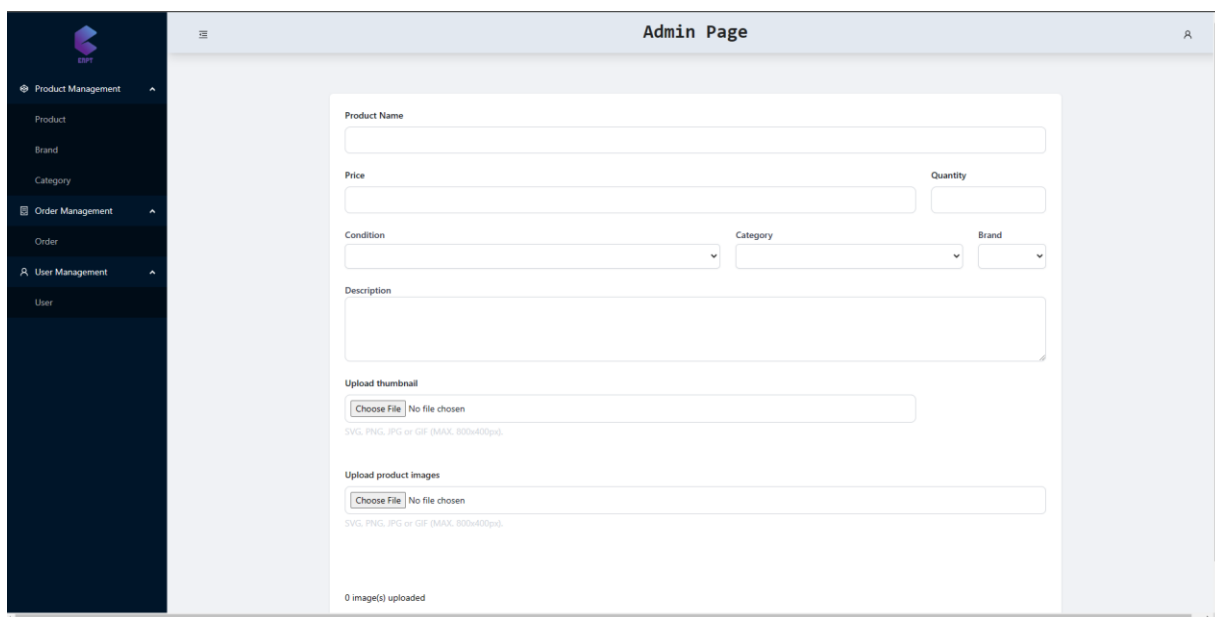 Admin Page
EBPT
Product Management
Product
Brand
Category
Order Management
Order
User Management
User
Product Name
Price Quantity
Condition Category Brand
Description
Upload thumbnail
Choose File No file chosen
SVG, PNG, JPG or GIF (MAX. 800x400px).
Upload product images
Choose File No file chosen
SVG, PNG, JPG or GIF (MAX. 800x400px).
0 image(s) uploaded